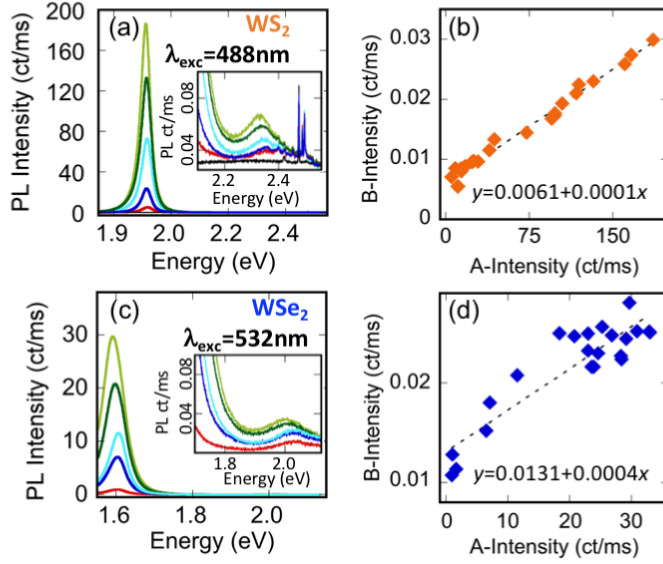 (a)
WS2
λexc=488nm
PL Intensity (ct/ms)
200
160
120
80
40
0
1.9
2.0
2.2
2.4
Energy (eV)
PL ct/ms
0.08
0.04
2.2
2.4
Energy (eV)
(b)
B-Intensity (ct/ms)
0.03
0.02
0.01
0
0
75
150
A-Intensity (ct/ms)
y=0.0061+0.0001x
(c)
WSe2
λexc=532nm
PL Intensity (ct/ms)
30
20
10
0
1.6
1.8
2.0
Energy (eV)
PL ct/ms
0.08
0.04
1.8
2.0
Energy (eV)
(d)
B-Intensity (ct/ms)
0.02
0.01
0
10
20
30
A-Intensity (ct/ms)
y=0.0131+0.0004x